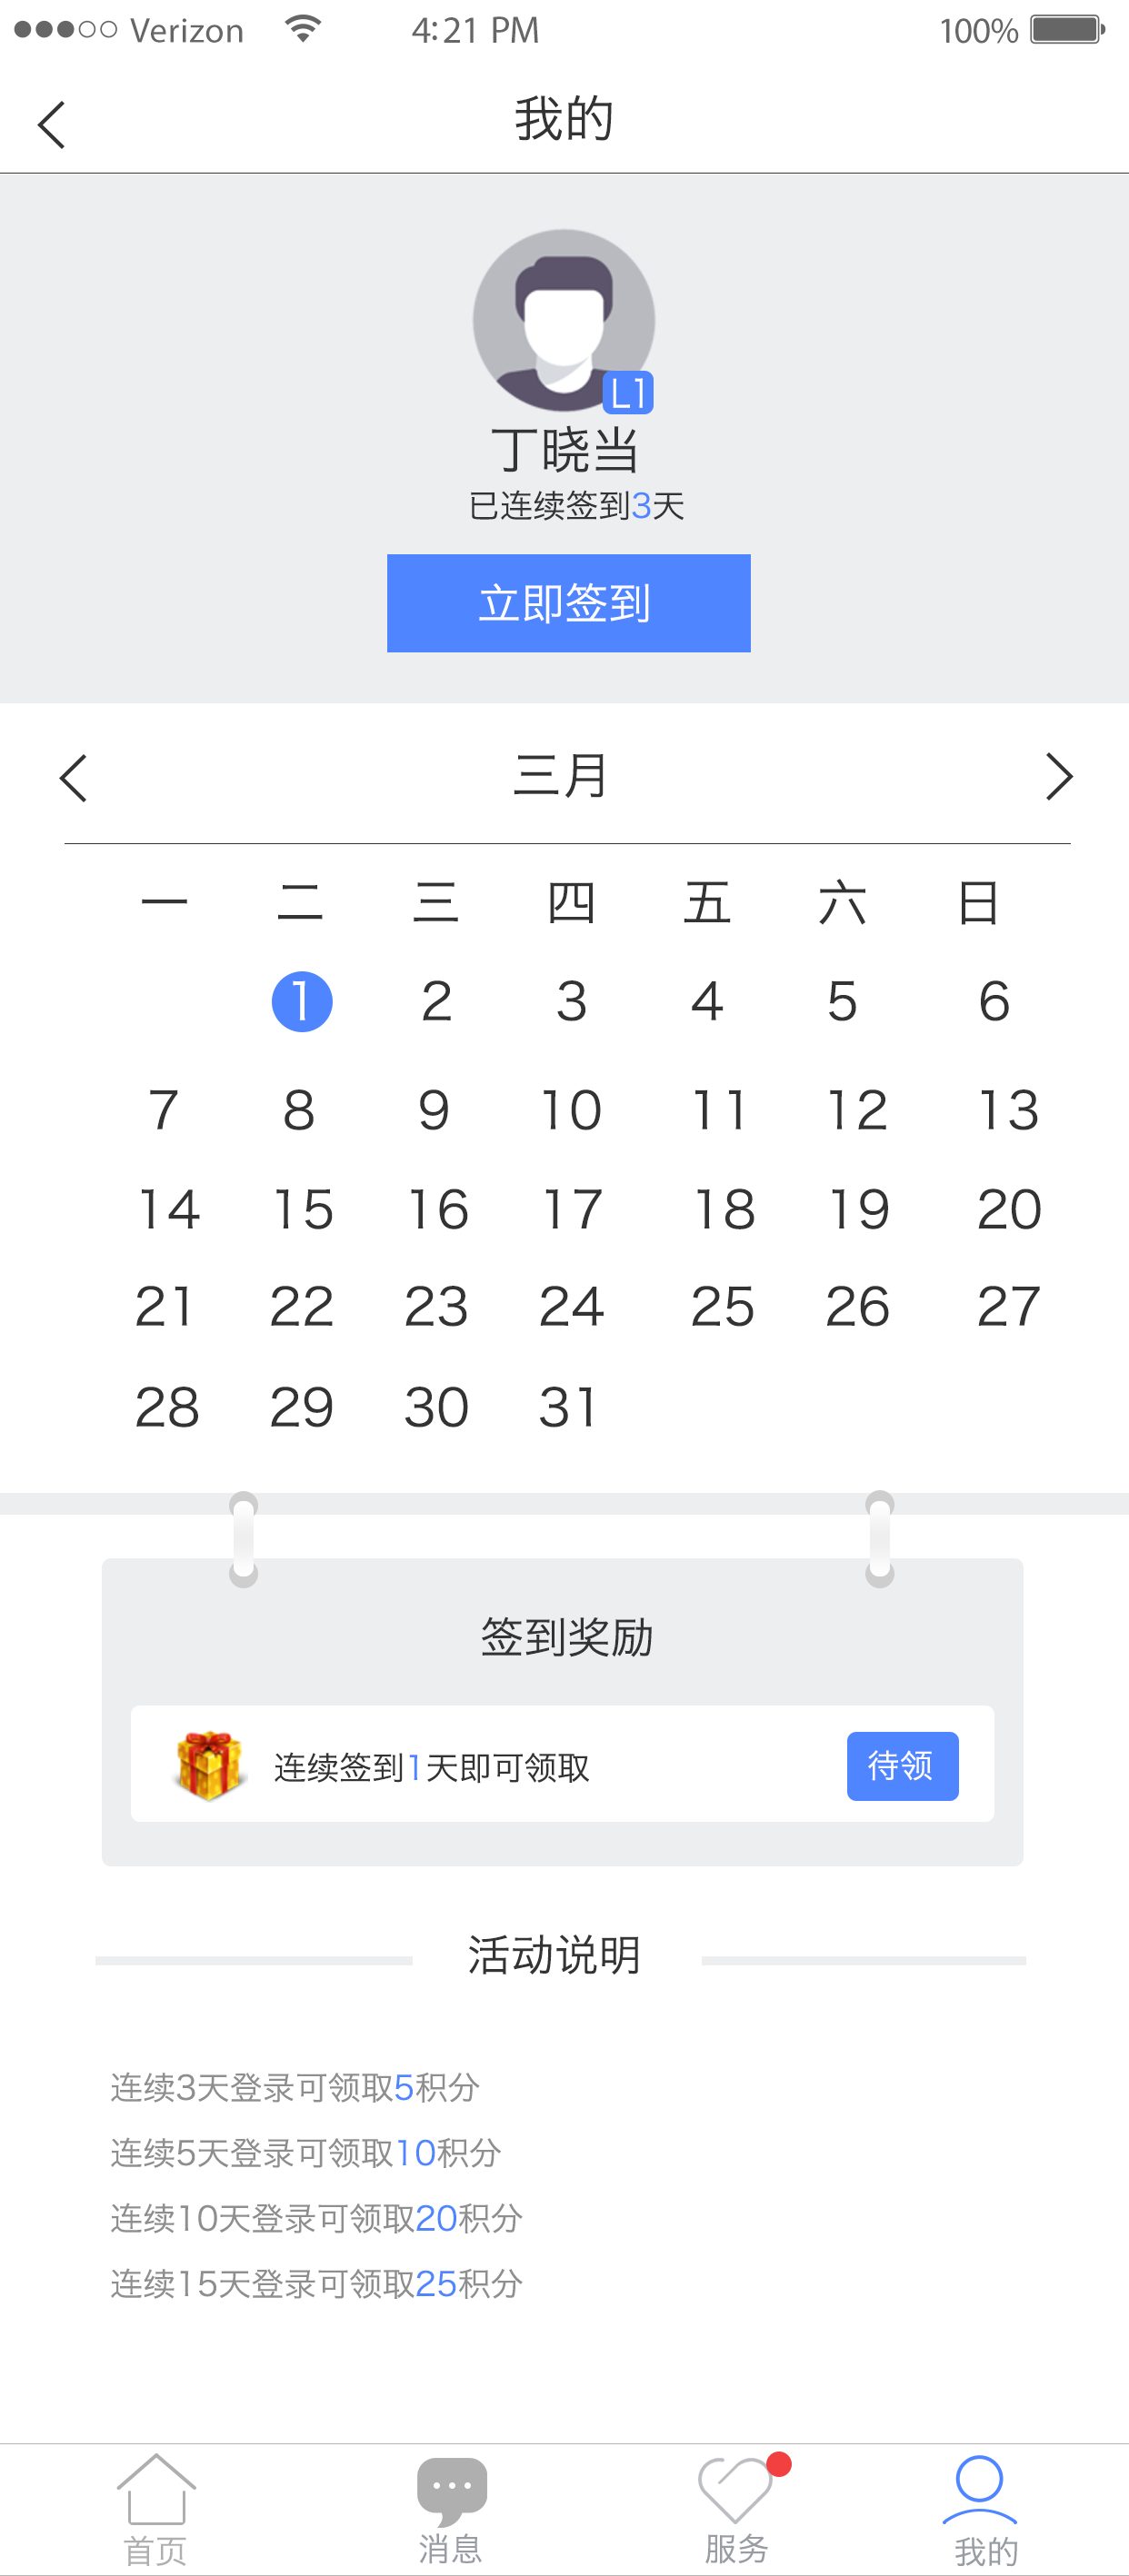 Verizon 4:21 PM 100%
我的
L1
丁晓当
已连续签到3天
立即签到
三月
一 二 三 四 五 六 日
1 2 3 4 5 6
7 8 9 10 11 12 13
14 15 16 17 18 19 20
21 22 23 24 25 26 27
28 29 30 31
签到奖励
连续签到1天即可领取 待领
活动说明
连续3天登录可领取5积分
连续5天登录可领取10积分
连续10天登录可领取20积分
连续15天登录可领取25积分
首页 消息 服务 我的